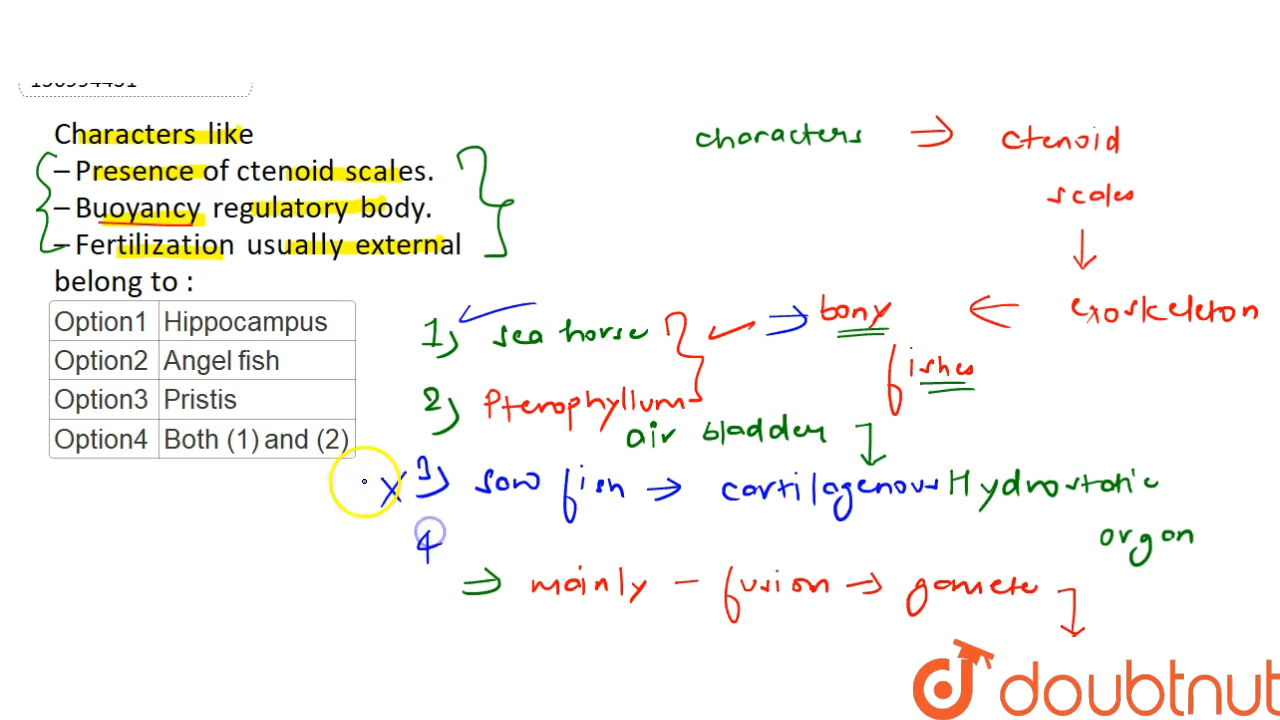 Characters like
– Presence of ctenoid scales.
– Buoyancy regulatory body.
– Fertilization usually external
belong to :
Option1 Hippocampus
Option2 Angel fish
Option3 Pristis
Option4 Both (1) and (2)
characters ⇒ ctenoid
scales
↓
exoskeleton
←
⇒ bony
fishes
1) sea horse
2) Pterophyllum
air bladder
Hydrostatic
organ
X 3) saw fish → cartilagenous
4
⇒ mainly – fusion → gamete
doubtnut